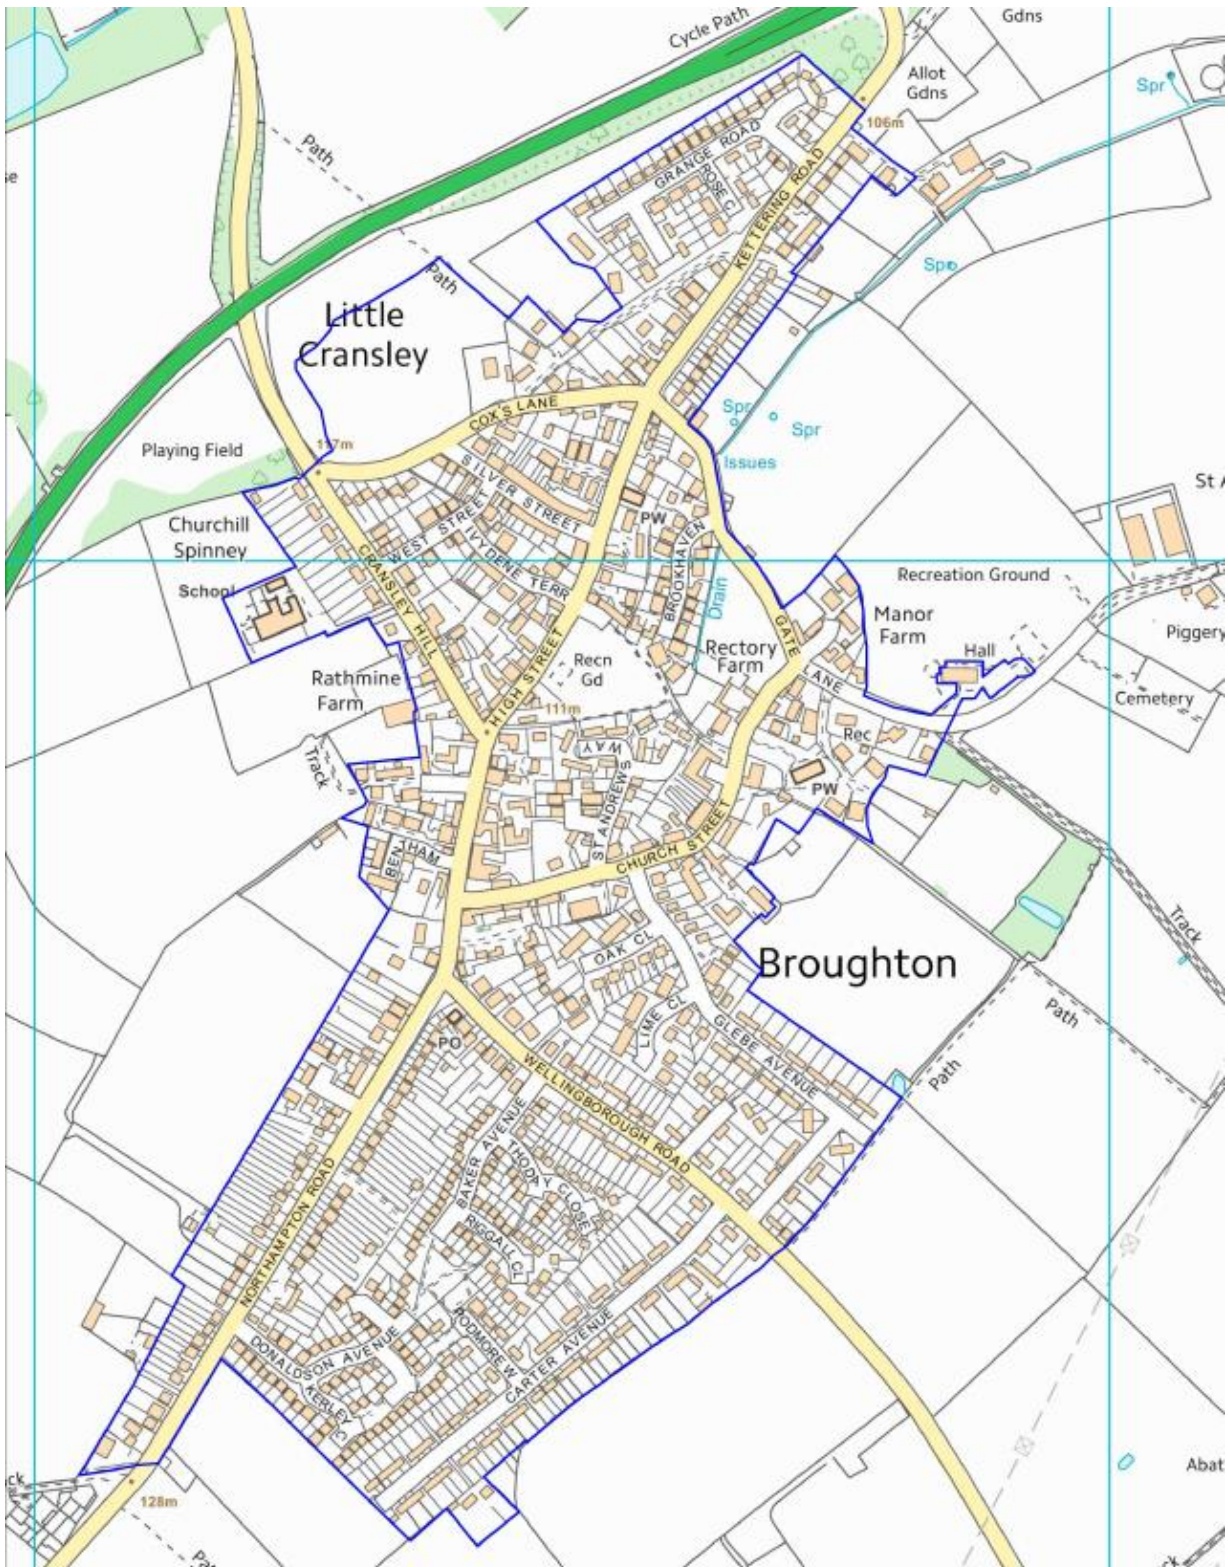 Gdns
Cycle Path
Allot
Gdns
Spr
106m
Path
GRANGE ROAD
ROSE C
KETTERING ROAD
Spr
Path
Little
Cransley
COX'S LANE
Spr
Spr
Issues
117m
Playing Field
SILVER STREET
St A
Churchill
Spinney
WEST STREET
PW
IVYDENE TERR
BROOKHAVEN
CRANSLEY HILL
Drain
School
Recreation Ground
GATE
LANE
Manor
Farm
Rectory
Farm
Hall
Piggery
Cemetery
Recn
Gd
HIGH STREET
Rathmine
Farm
111m
Rec
WAY
ST ANDREWS
Track
PW
CHURCH STREET
BENTHAM
Track
OAK CL
Broughton
LIME CL
GLEBE AVENUE
Path
PO
Path
WELLINGBOROUGH ROAD
BAKER AVENUE
THODY CLOSE
RIGGALL CL
NORTHAMPTON ROAD
PODMORE W
CARTER AVENUE
DONALDSON AVENUE
KERLEY C
Abat
ck
128m